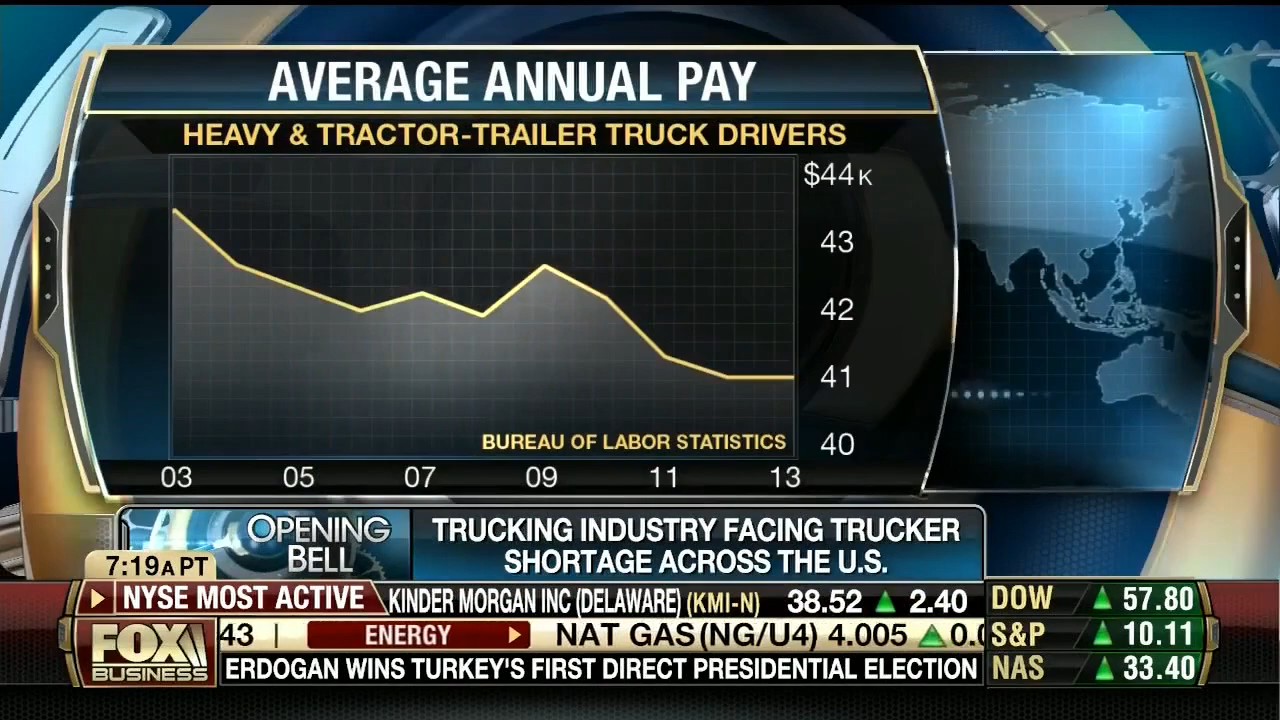 AVERAGE ANNUAL PAY
HEAVY & TRACTOR-TRAILER TRUCK DRIVERS
$44K
43
42
41
40
BUREAU OF LABOR STATISTICS
03 05 07 09 11 13
OPENING BELL
TRUCKING INDUSTRY FACING TRUCKER
SHORTAGE ACROSS THE U.S.
7:19A PT
NYSE MOST ACTIVE KINDER MORGAN INC (DELAWARE) (KMI-N) 38.52 ▲ 2.40
DOW ▲ 57.80
FOX BUSINESS
43 | ENERGY NAT GAS (NG/U4) 4.005 ▲ 0.0
S&P ▲ 10.11
ERDOGAN WINS TURKEY'S FIRST DIRECT PRESIDENTIAL ELECTION
NAS ▲ 33.40